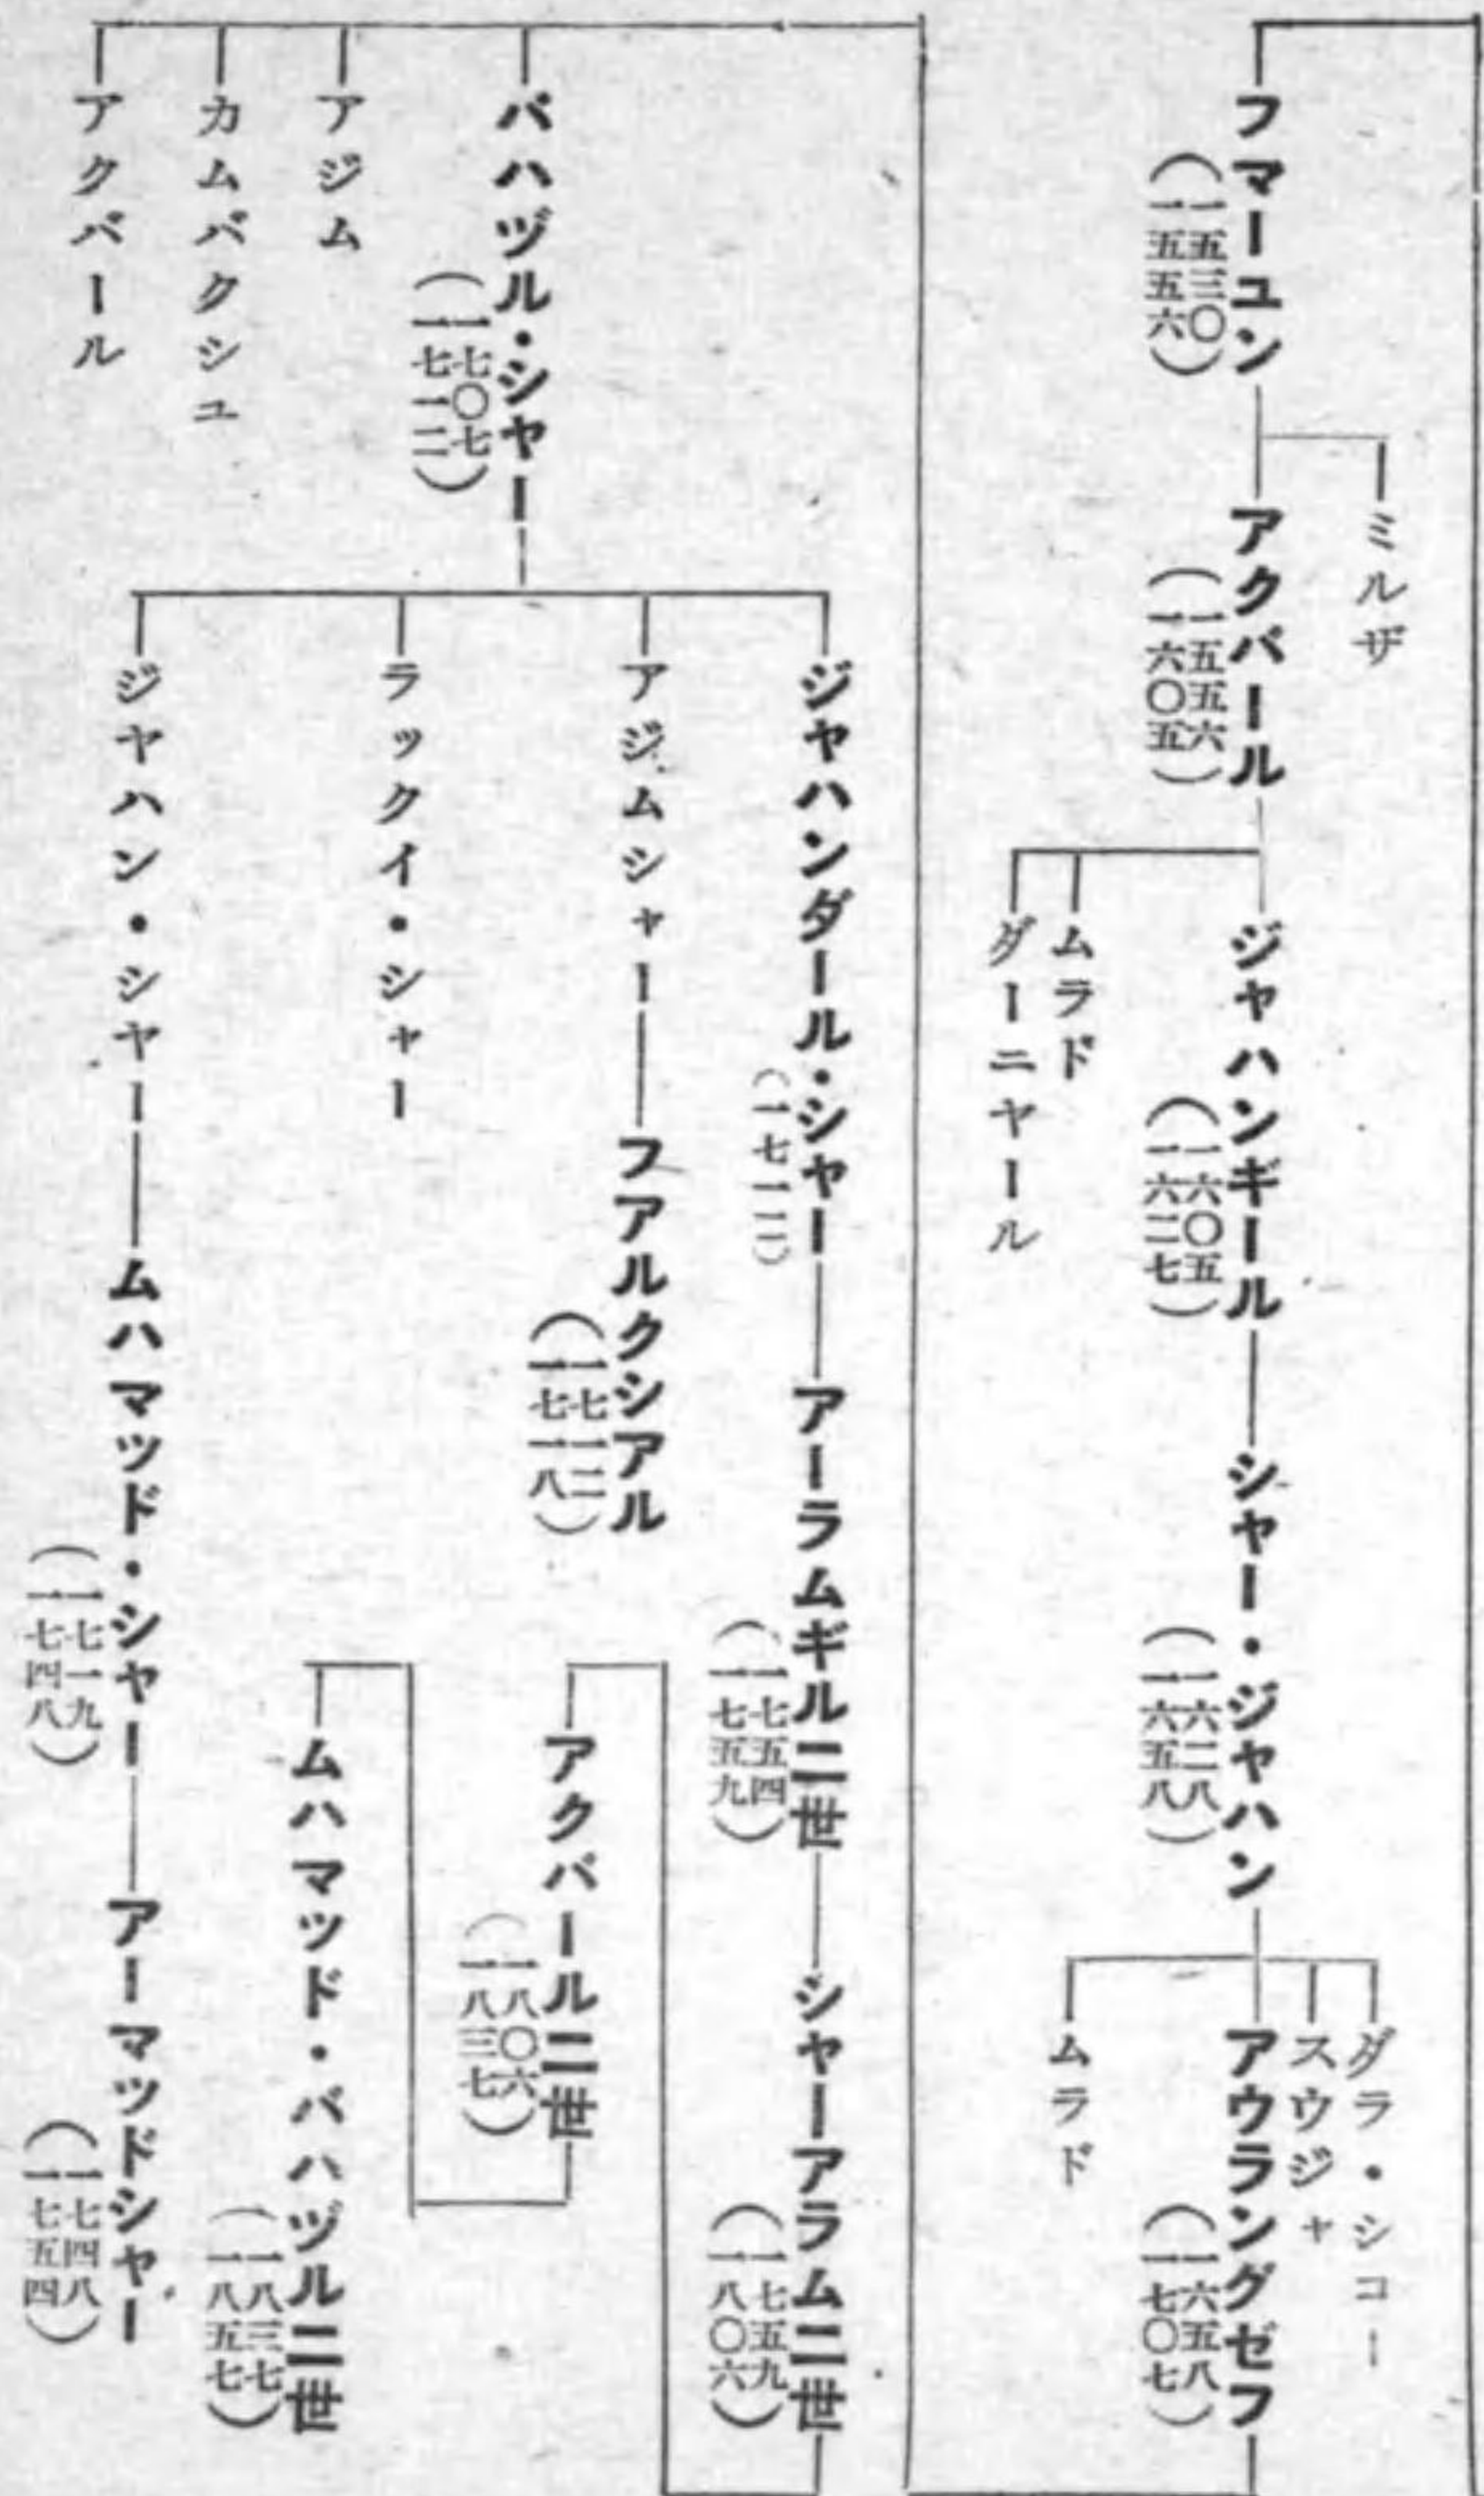 ミルザ
フマーユン
(一五三〇
一五五六)
アクバール
(一五五六
一六〇五)
ジャハンギール
(一六〇五
一六二七)
ムラド
ダーニヤール
シャー・ジャハン
(一六二八
一六五八)
ダラ・シコー
スウジャ
アウラングゼフ
(一六五八
一七〇七)
ムラド
バハヅル・シャー
(一七〇七
一七一二)
アジム
カムバクシユ
アクバール
ジャハンダール・シャー
(一七一二)
アーラムギル二世
(一七五四
一七五九)
シャーアラム二世
(一七五九
一八〇六)
アクバール二世
(一八〇六
一八三七)
ムハマッド・バハヅル二世
(一八三七
一八五七)
アジムシャー
フアルクシアル
(一七一二
一七一八)
ラックイ・シャー
ジヤハン・シヤー
ムハマッド・シャー
(一七一九
一七四八)
アーマッドシャー
(一七四八
一七五四)